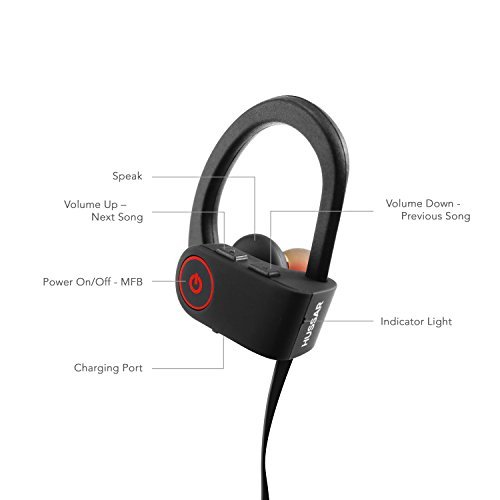 Speak
Volume Up –
Next Song
Volume Down -
Previous Song
Power On/Off - MFB
HUSSAR
Indicator Light
Charging Port